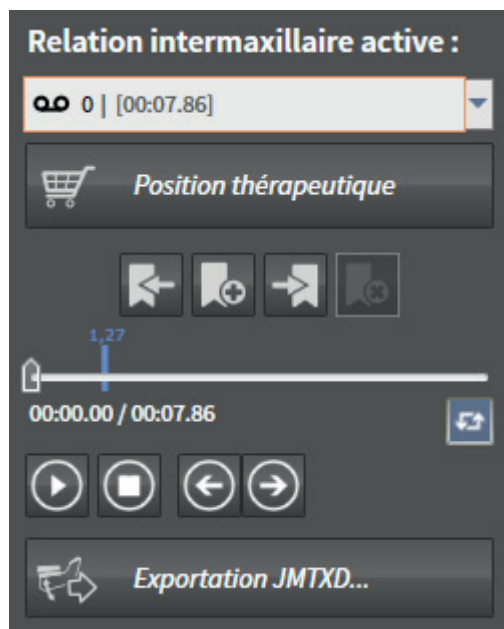 Relation intermaxillaire active :
0 | [00:07.86]
Position thérapeutique
1,27
00:00.00 / 00:07.86
Exportation JMTXD...